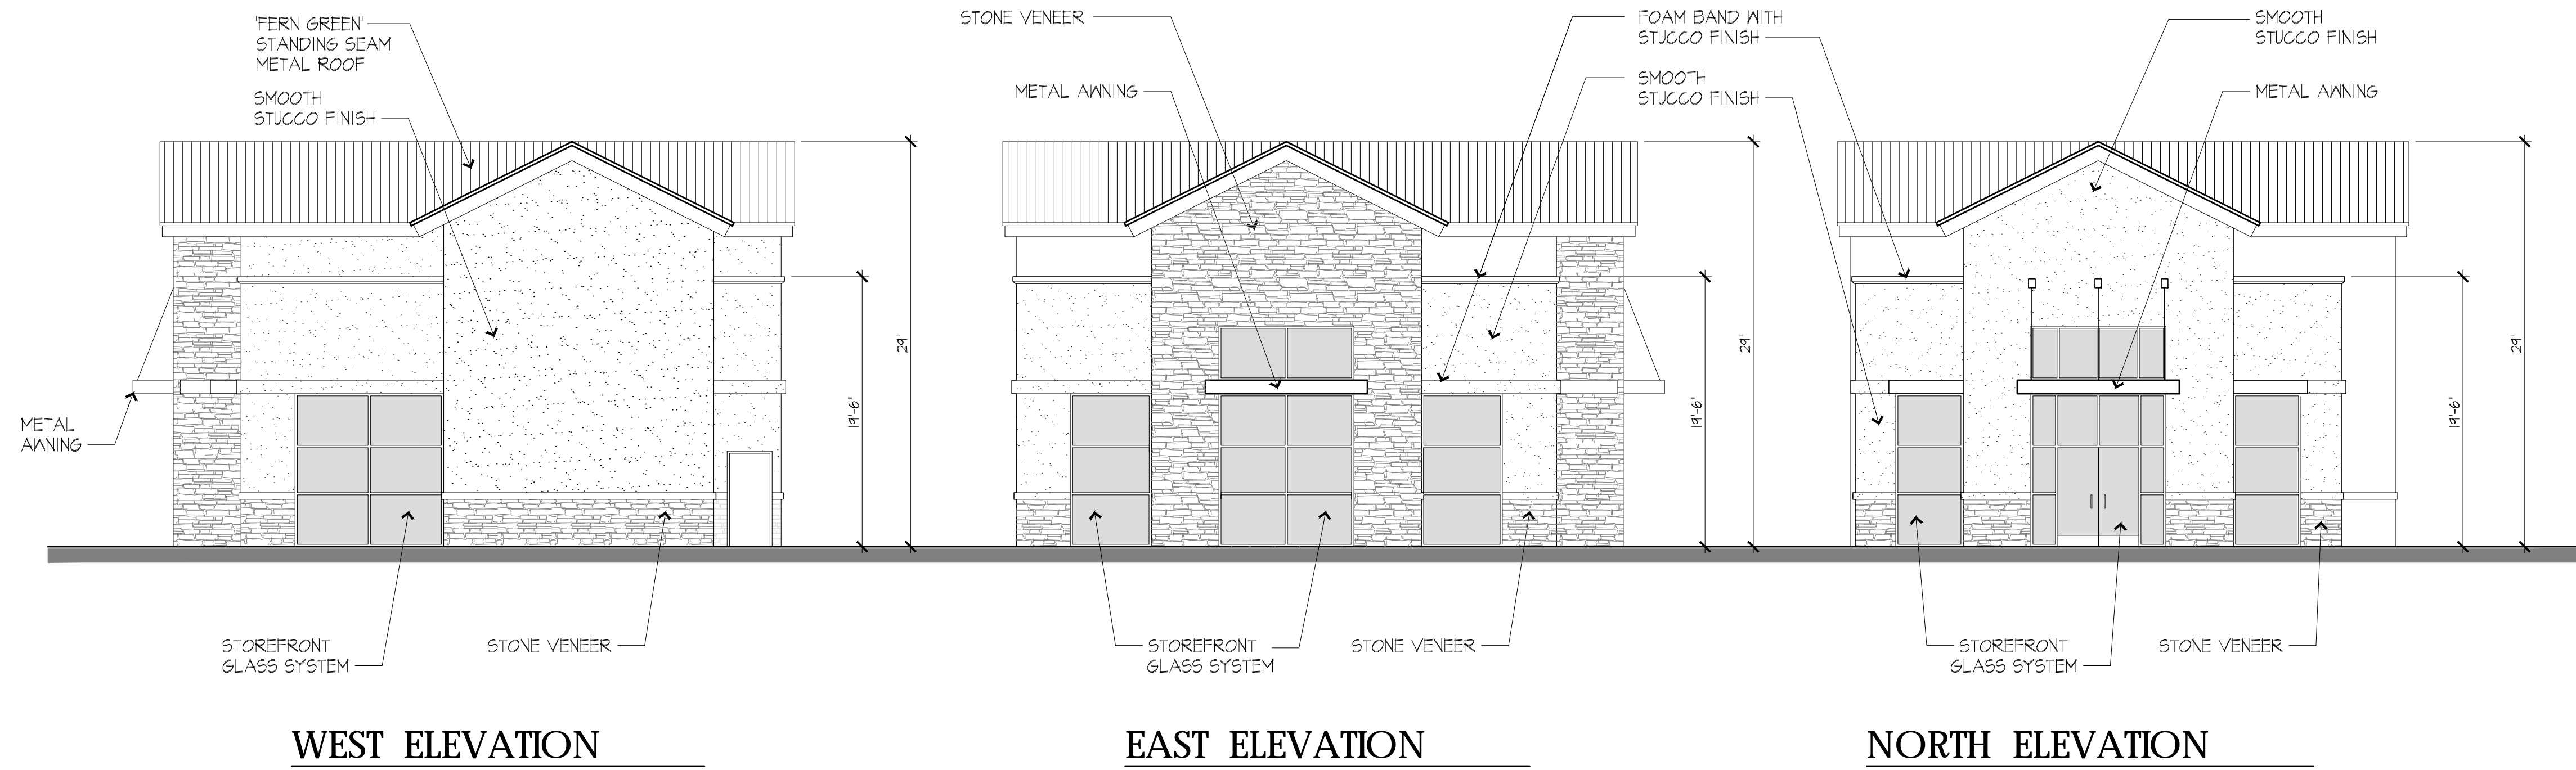 'FERN GREEN'
STANDING SEAM
METAL ROOF
SMOOTH
STUCCO FINISH
METAL
AWNING
29'
19'-6"
STOREFRONT
GLASS SYSTEM
STONE VENEER
WEST ELEVATION
STONE VENEER
METAL AWNING
FOAM BAND WITH
STUCCO FINISH
SMOOTH
STUCCO FINISH
29'
19'-6"
STOREFRONT
GLASS SYSTEM
STONE VENEER
EAST ELEVATION
SMOOTH
STUCCO FINISH
METAL AWNING
29'
19'-6"
STOREFRONT
GLASS SYSTEM
STONE VENEER
NORTH ELEVATION